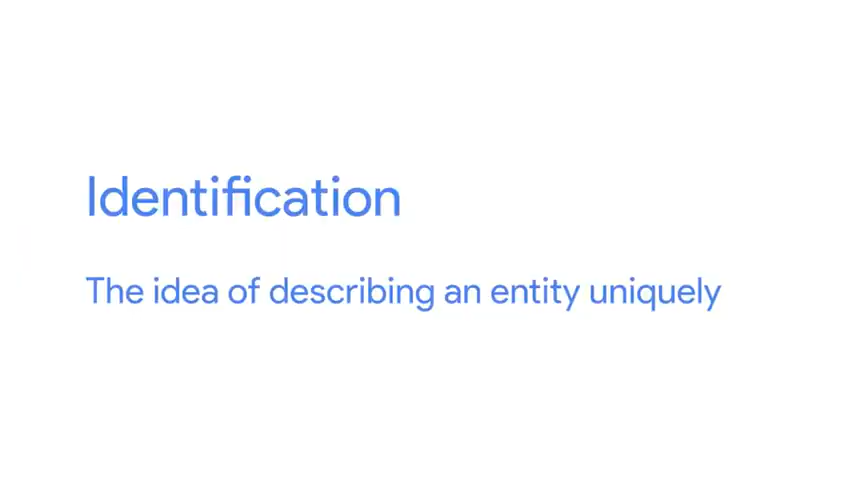 Identification
The idea of describing an entity uniquely